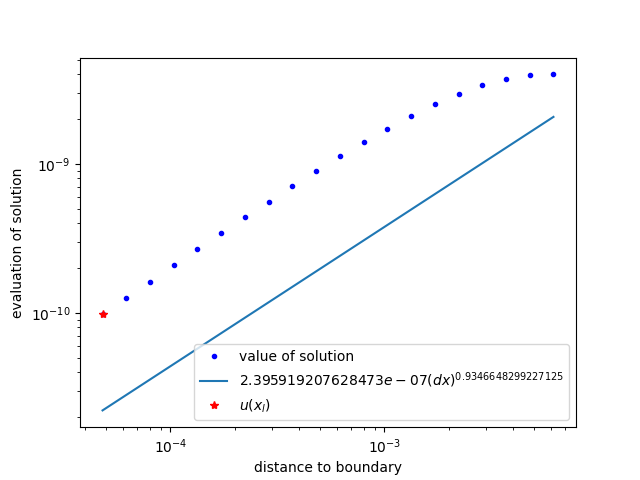 evaluation of solution
10⁻⁹
10⁻¹⁰
value of solution
2.395919207628473e − 07(dx)^0.9346648299227125
u(x_l)
10⁻⁴
10⁻³
distance to boundary